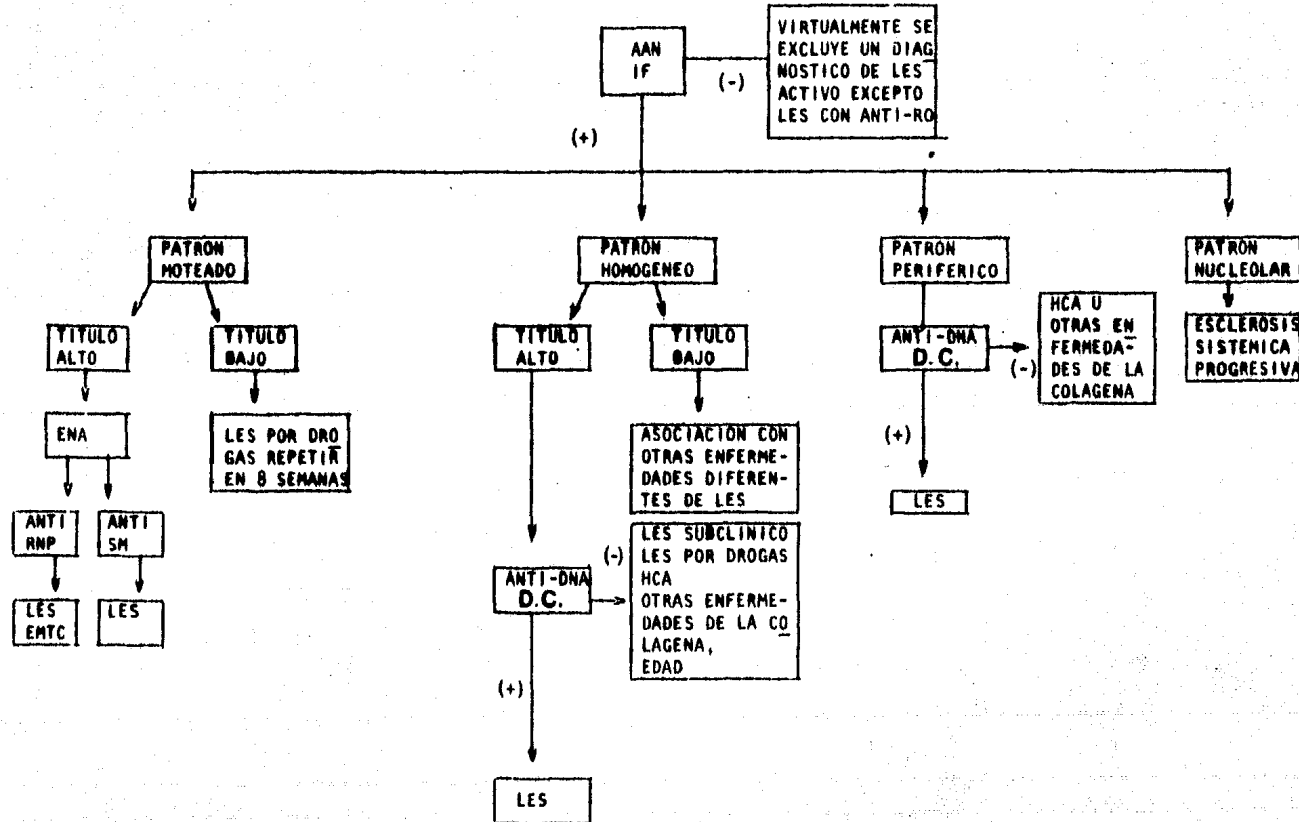 AAN
IF
(-)
VIRTUALMENTE SE
EXCLUYE UN DIAG
NOSTICO DE LES
ACTIVO EXCEPTO
LES CON ANTI-RO
(+)
PATRON
MOTEADO
PATRON
HOMOGENEO
PATRON
PERIFERICO
PATRON
NUCLEOLAR
TITULO
ALTO
TITULO
BAJO
TITULO
ALTO
TITULO
BAJO
ANTI-DNA
D.C.
(-)
HCA U
OTRAS EN
FERMEDA-
DES DE LA
COLAGENA
ESCLEROSIS
SISTEMICA
PROGRESIVA
ENA
LES POR DRO
GAS REPETIR
EN 8 SEMANAS
ASOCIACION CON
OTRAS ENFERME-
DADES DIFEREN-
TES DE LES
(+)
LES
ANTI
RNP
ANTI
SM
LES
EMTC
LES
ANTI-DNA
D.C.
(-)
LES SUBCLINICO
LES POR DROGAS
HCA
OTRAS ENFERME-
DADES DE LA CO
LAGENA,
EDAD
(+)
LES